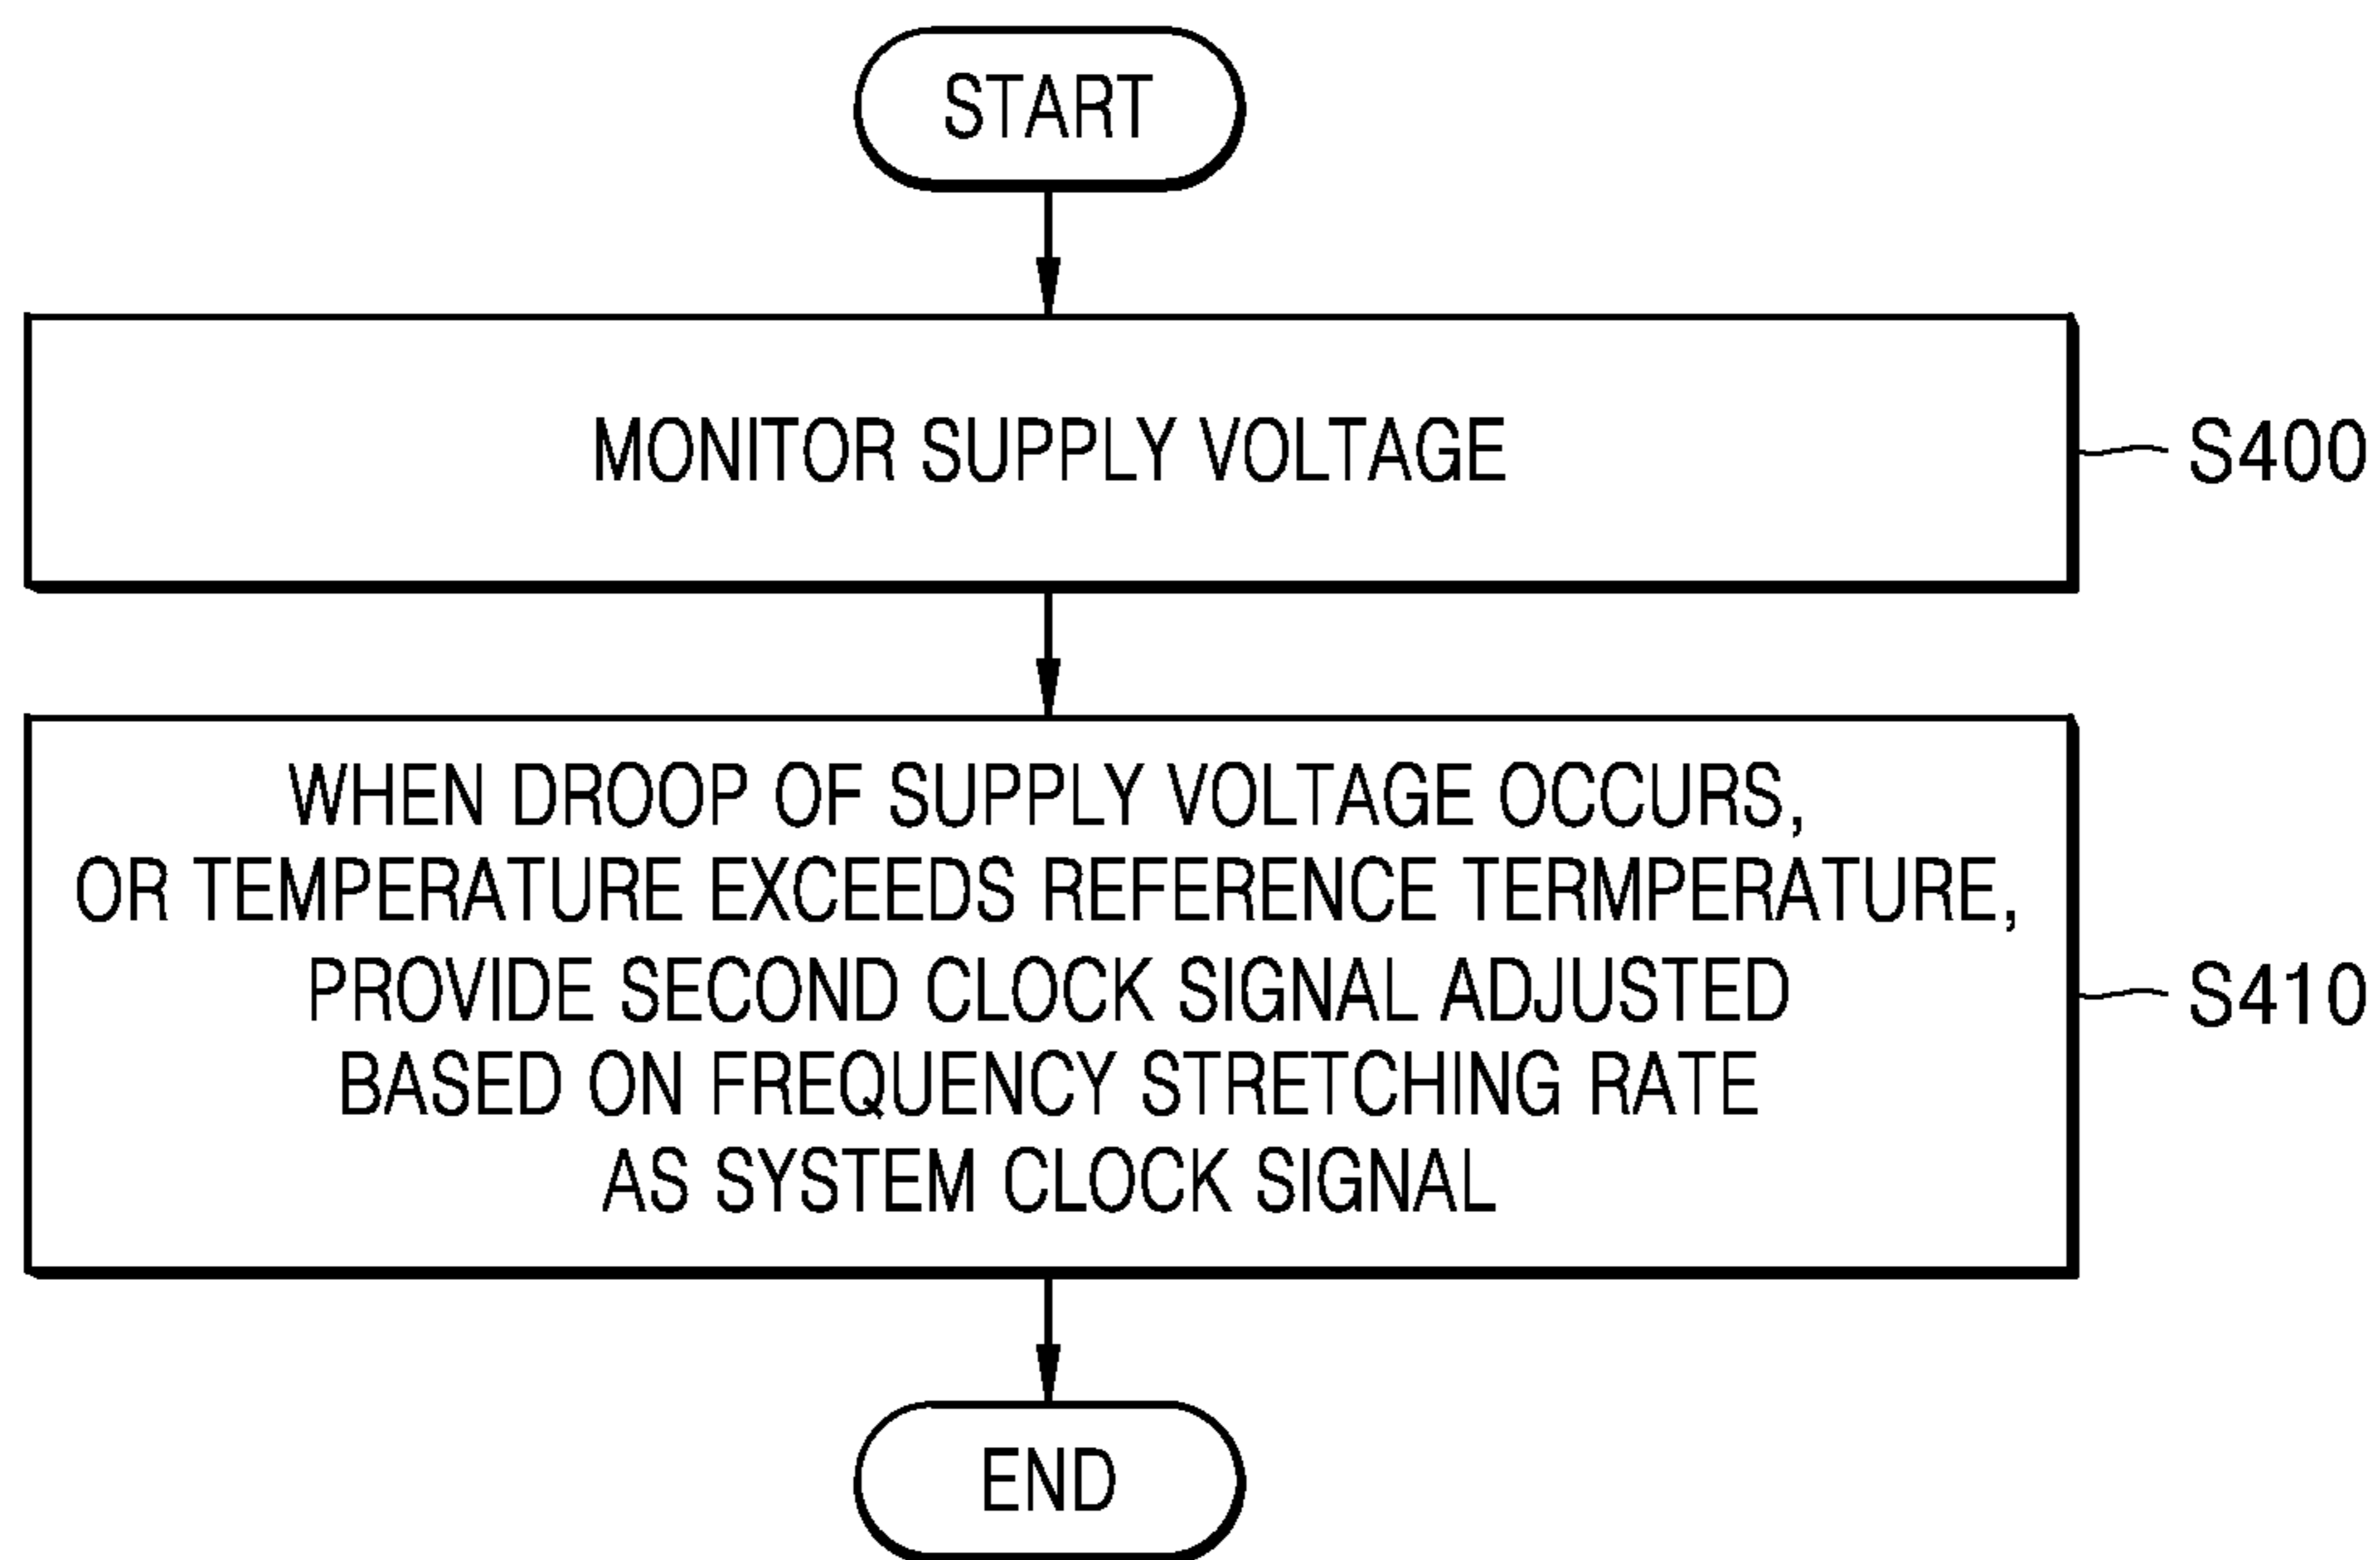 START
MONITOR SUPPLY VOLTAGE
S400
WHEN DROOP OF SUPPLY VOLTAGE OCCURS,
OR TEMPERATURE EXCEEDS REFERENCE TERMPERATURE,
PROVIDE SECOND CLOCK SIGNAL ADJUSTED
BASED ON FREQUENCY STRETCHING RATE
AS SYSTEM CLOCK SIGNAL
S410
END